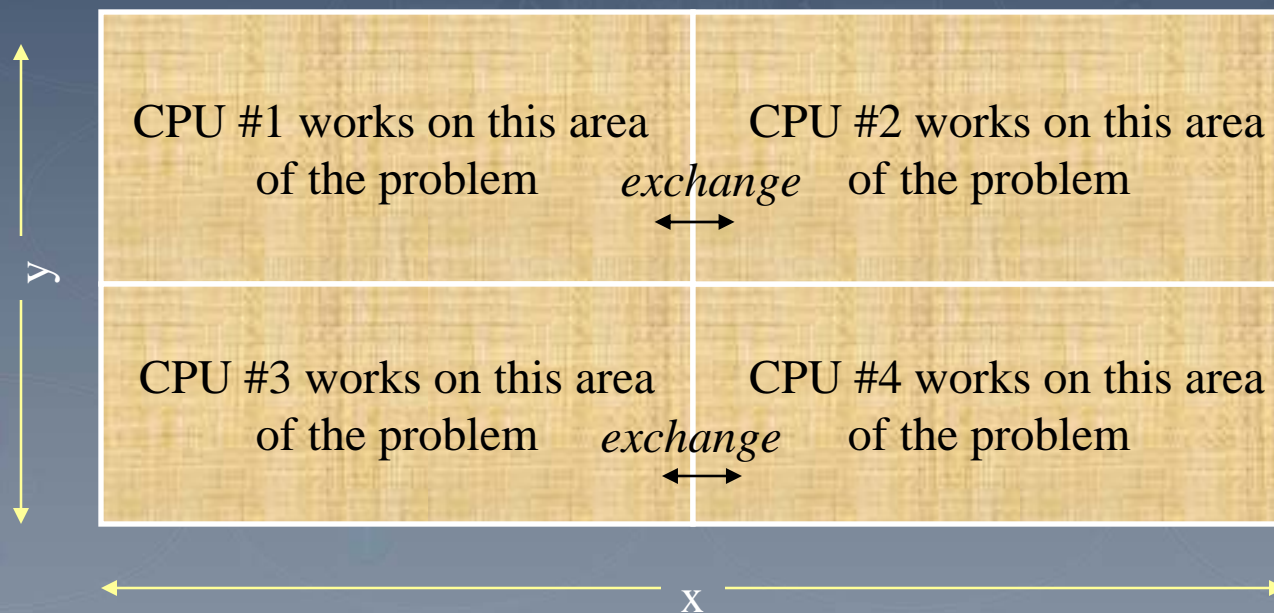 CPU #1 works on this area
of the problem
CPU #2 works on this area
of the problem
exchange
y
CPU #3 works on this area
of the problem
CPU #4 works on this area
of the problem
exchange
x